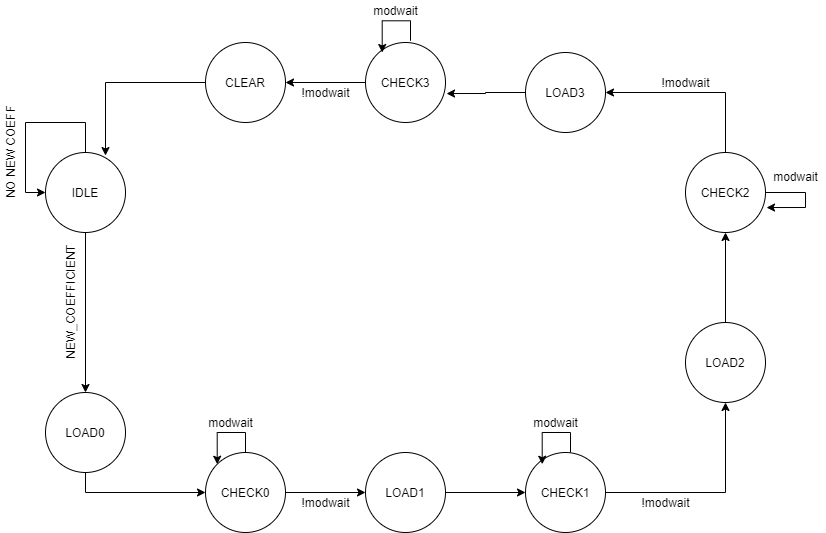 modwait
CLEAR
CHECK3
!modwait
LOAD3
!modwait
NO NEW COEFF
IDLE
CHECK2
modwait
NEW_COEFFICIENT
LOAD2
LOAD0
modwait
modwait
CHECK0
!modwait
LOAD1
CHECK1
!modwait